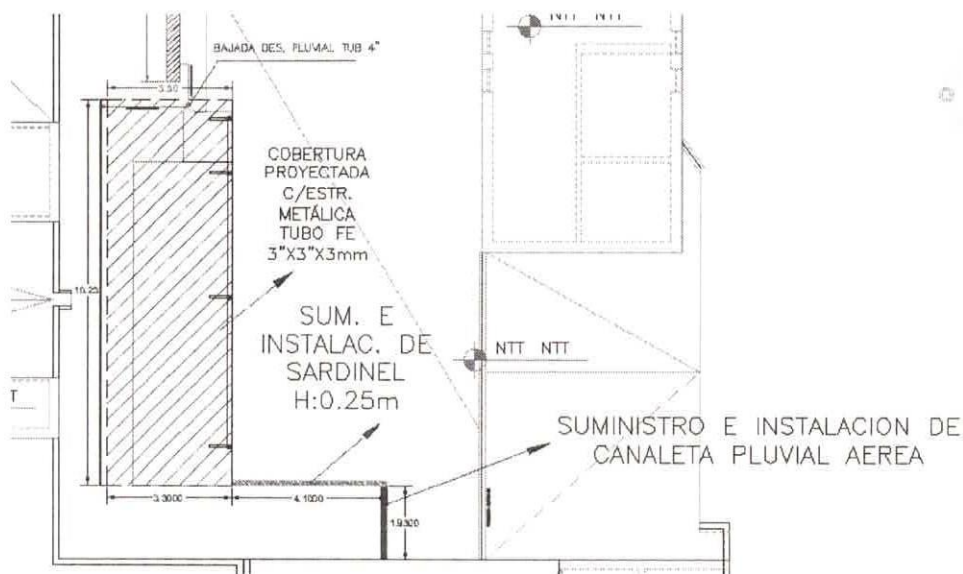 NTT NTT
BAJADA DES. PLUVIAL TUB 4"
3.30
COBERTURA
PROYECTADA
C/ESTR.
METÁLICA
TUBO FE
3"X3"X3mm
10.25
SUM. E
INSTALAC. DE
SARDINEL
H:0.25m
NTT NTT
T
SUMINISTRO E INSTALACION DE
CANALETA PLUVIAL AEREA
3.3000
4.1000
1.9300